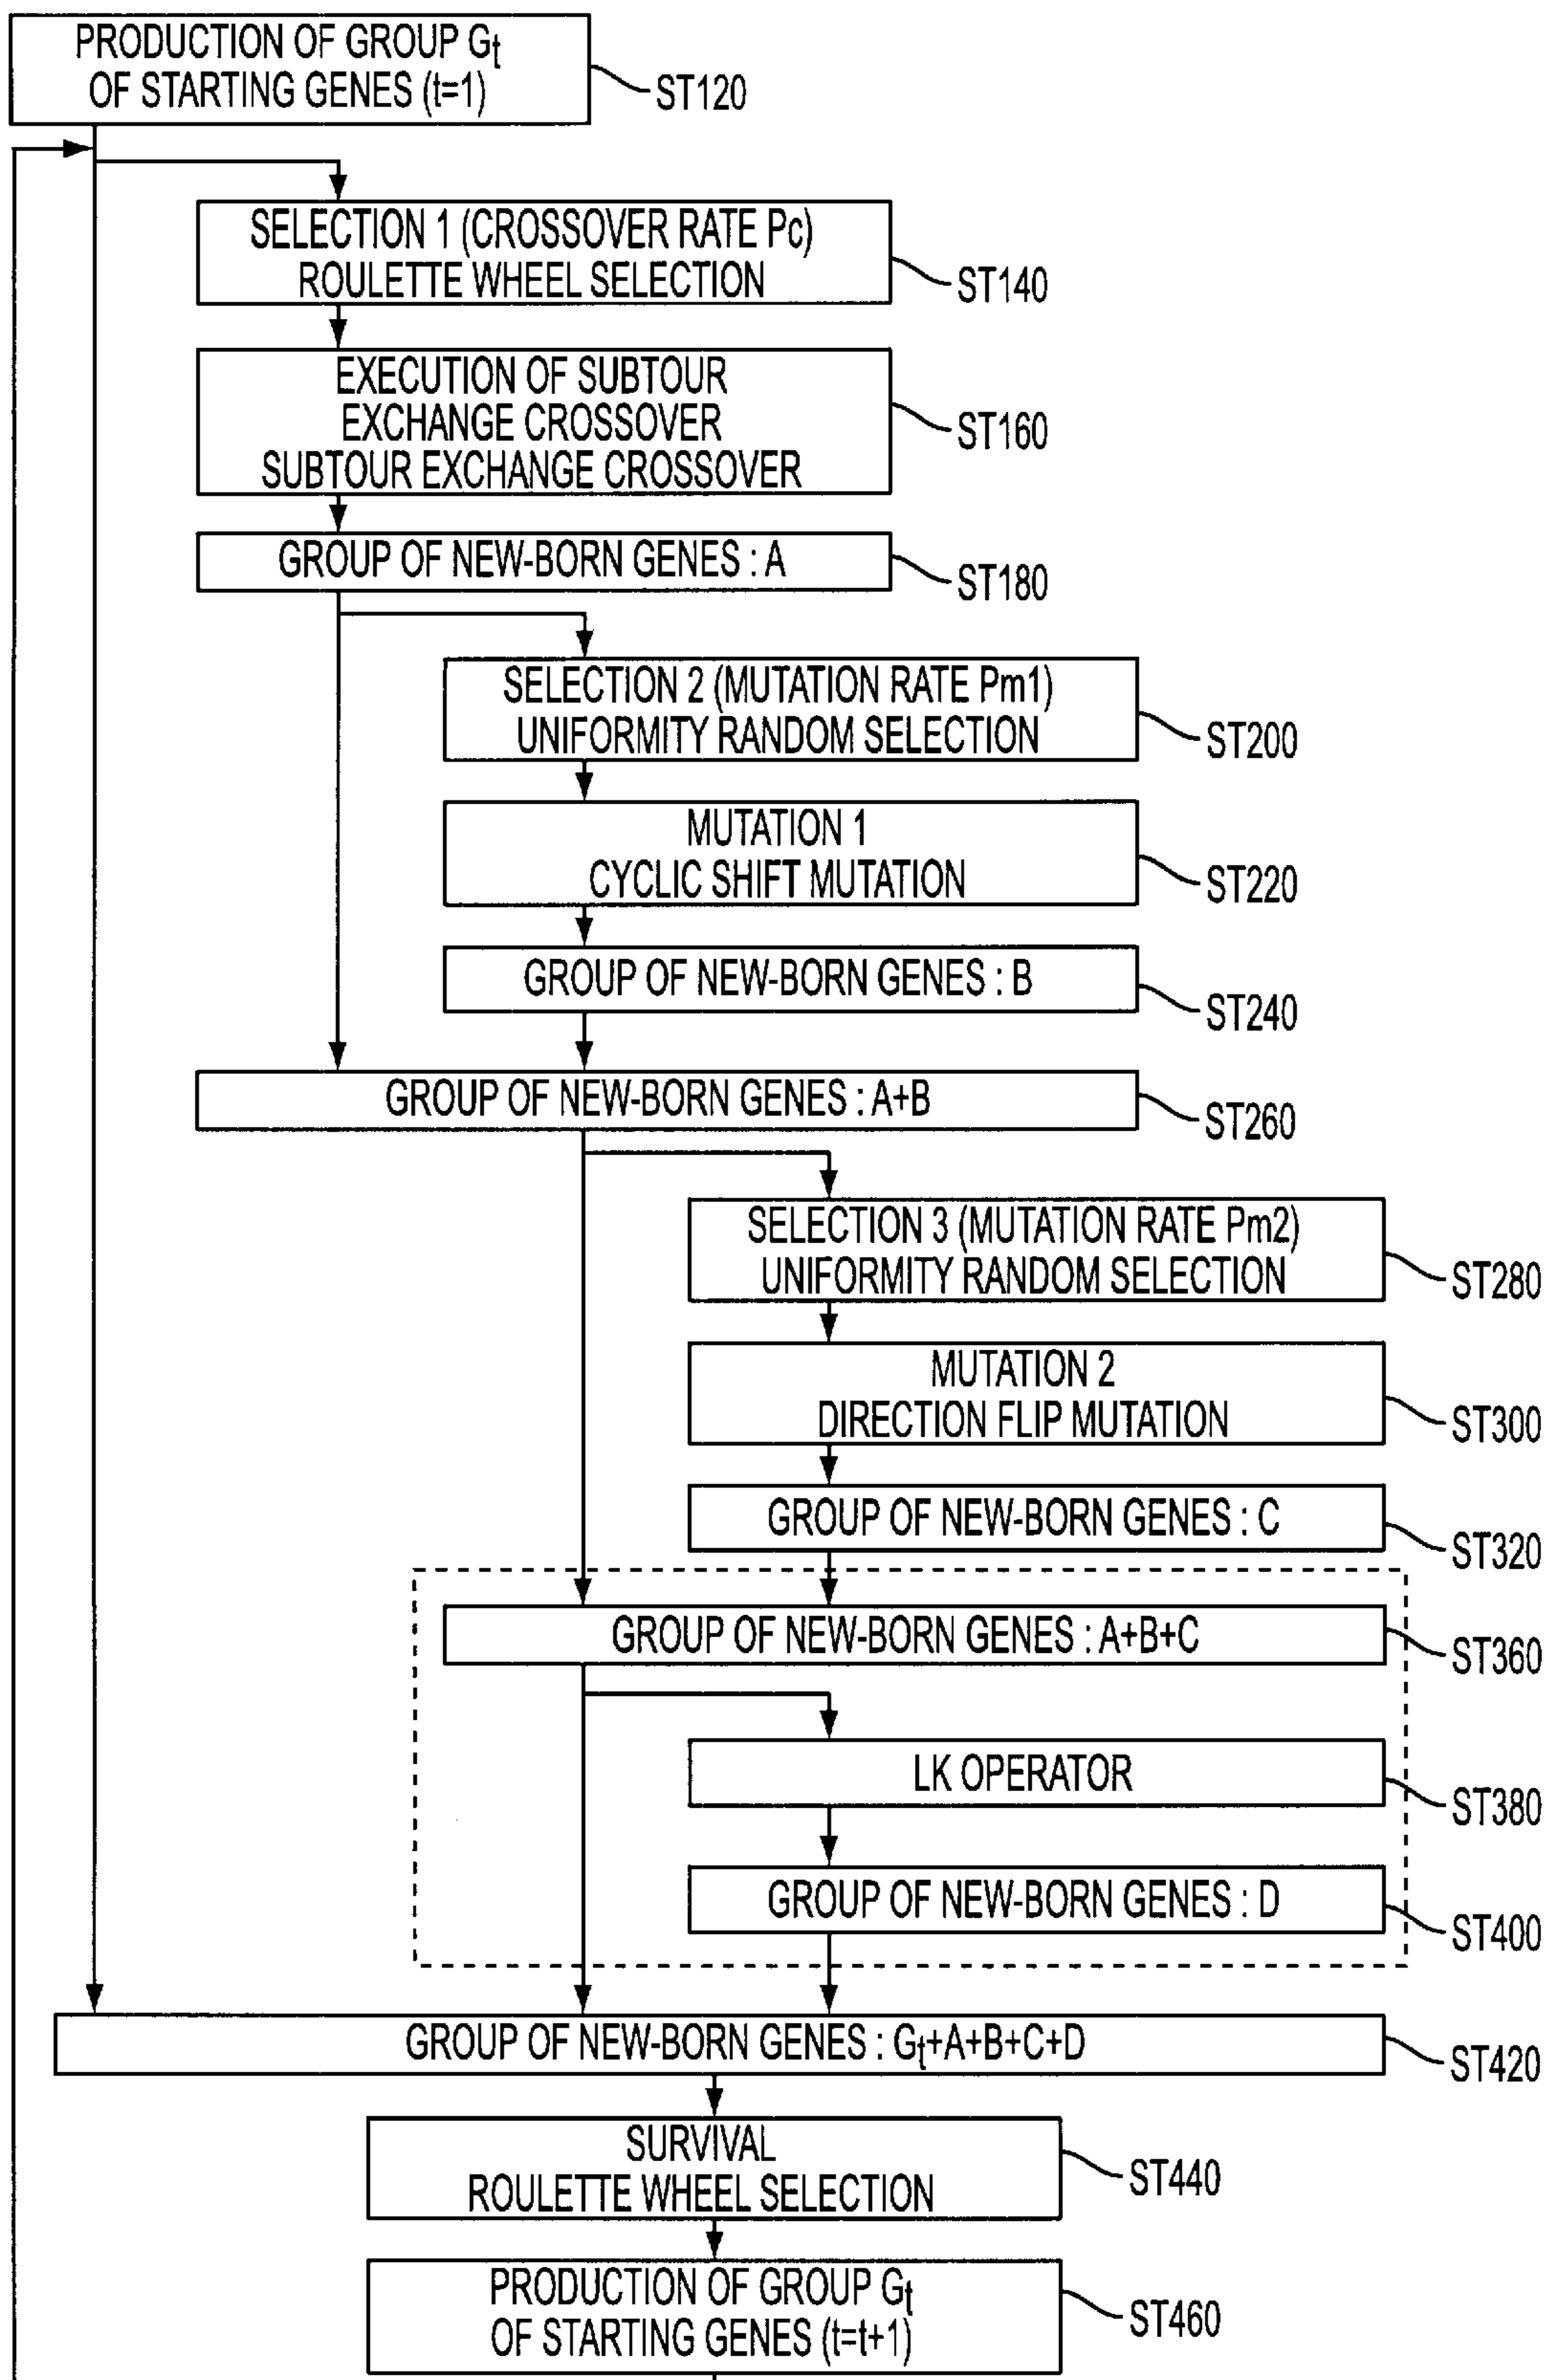 PRODUCTION OF GROUP Gt
OF STARTING GENES (t=1)
ST120
SELECTION 1 (CROSSOVER RATE Pc)
ROULETTE WHEEL SELECTION
ST140
EXECUTION OF SUBTOUR
EXCHANGE CROSSOVER
SUBTOUR EXCHANGE CROSSOVER
ST160
GROUP OF NEW-BORN GENES : A
ST180
SELECTION 2 (MUTATION RATE Pm1)
UNIFORMITY RANDOM SELECTION
ST200
MUTATION 1
CYCLIC SHIFT MUTATION
ST220
GROUP OF NEW-BORN GENES : B
ST240
GROUP OF NEW-BORN GENES : A+B
ST260
SELECTION 3 (MUTATION RATE Pm2)
UNIFORMITY RANDOM SELECTION
ST280
MUTATION 2
DIRECTION FLIP MUTATION
ST300
GROUP OF NEW-BORN GENES : C
ST320
GROUP OF NEW-BORN GENES : A+B+C
ST360
LK OPERATOR
ST380
GROUP OF NEW-BORN GENES : D
ST400
GROUP OF NEW-BORN GENES : Gt+A+B+C+D
ST420
SURVIVAL
ROULETTE WHEEL SELECTION
ST440
PRODUCTION OF GROUP Gt
OF STARTING GENES (t=t+1)
ST460